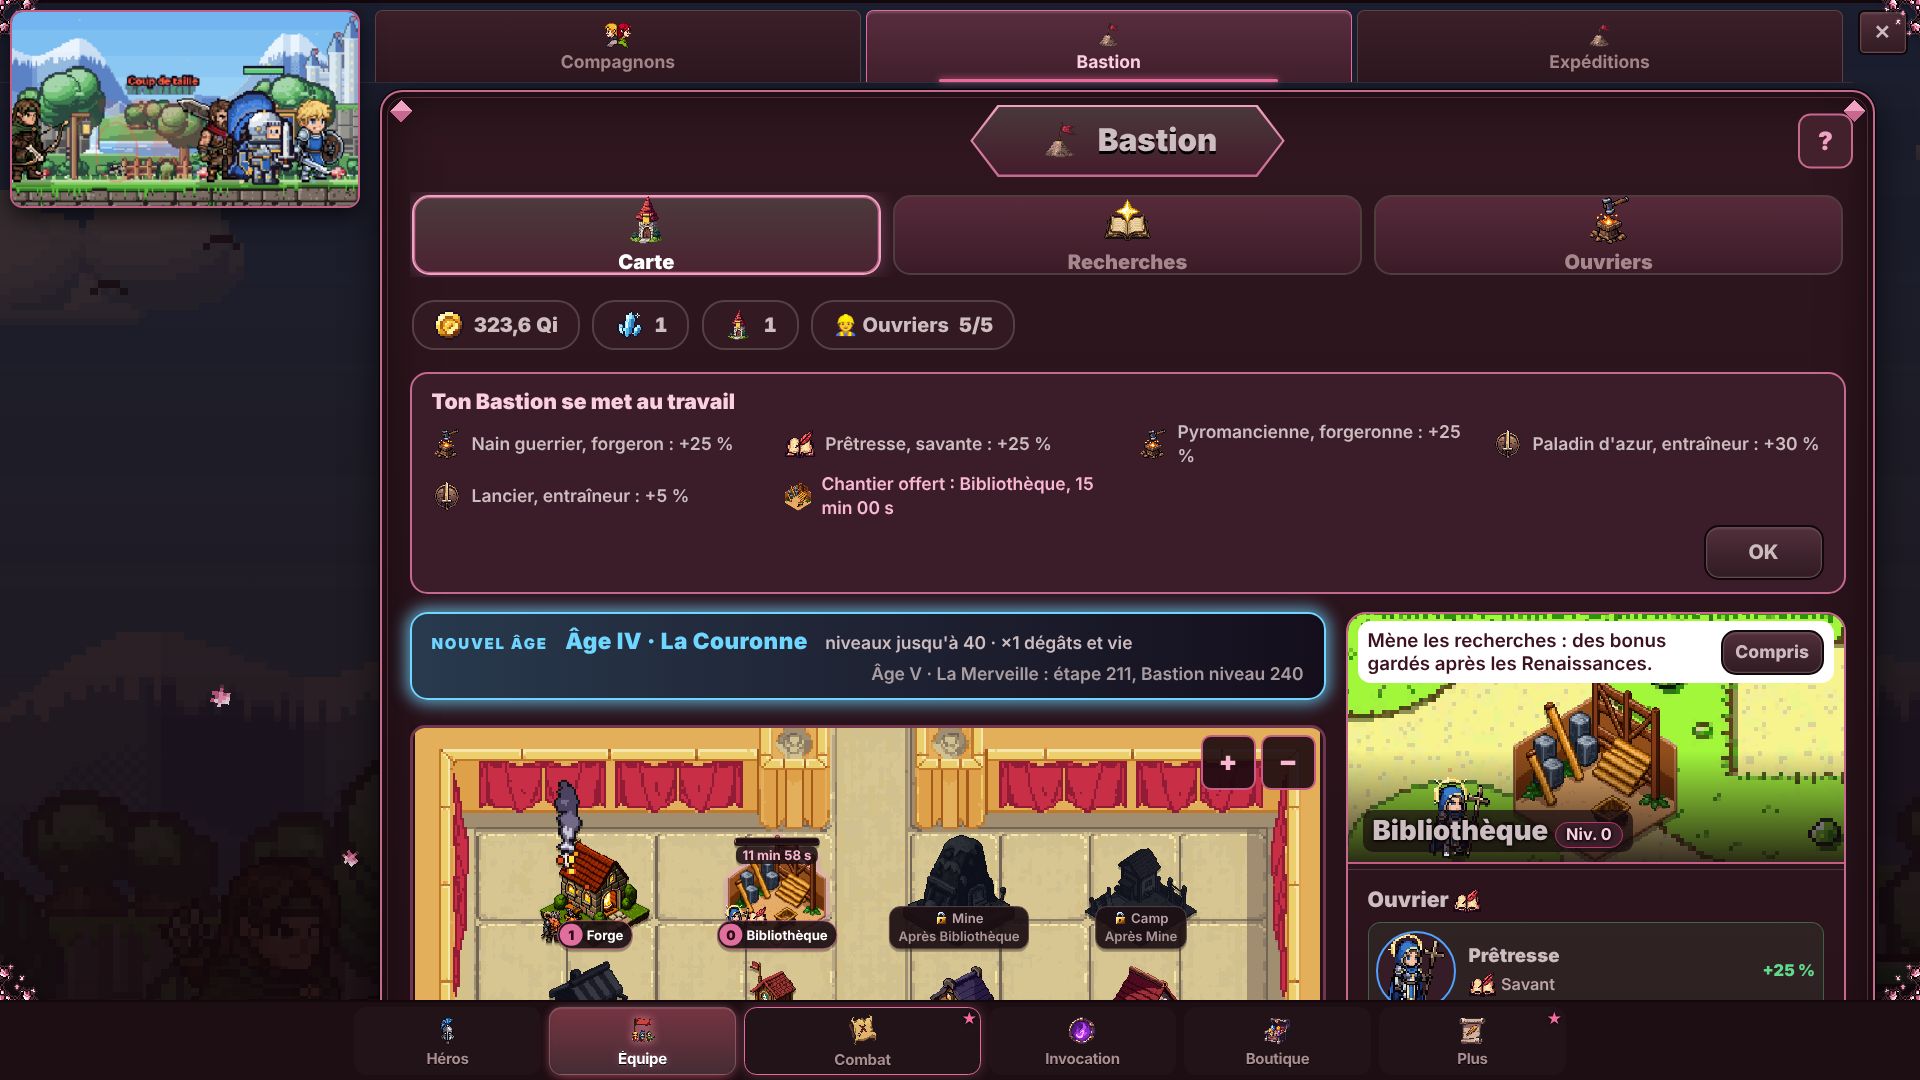 Coup de taille
Compagnons
Bastion
Expéditions
×
Bastion
?
Carte
Recherches
Ouvriers
323,6 Qi
1
1
Ouvriers 5/5
Ton Bastion se met au travail
Nain guerrier, forgeron : +25 %
Prêtresse, savante : +25 %
Pyromancienne, forgeronne : +25
%
Paladin d'azur, entraîneur : +30 %
Lancier, entraîneur : +5 %
Chantier offert : Bibliothèque, 15
min 00 s
OK
NOUVEL ÂGE Âge IV · La Couronne niveaux jusqu'à 40 · ×1 dégâts et vie
Âge V · La Merveille : étape 211, Bastion niveau 240
Mène les recherches : des bonus
gardés après les Renaissances.
Compris
+
−
11 min 58 s
1 Forge
0 Bibliothèque
Mine
Après Bibliothèque
Camp
Après Mine
Bibliothèque Niv. 0
Ouvrier
Prêtresse
Savant
+25 %
Héros
Équipe
Combat
Invocation
Boutique
Plus